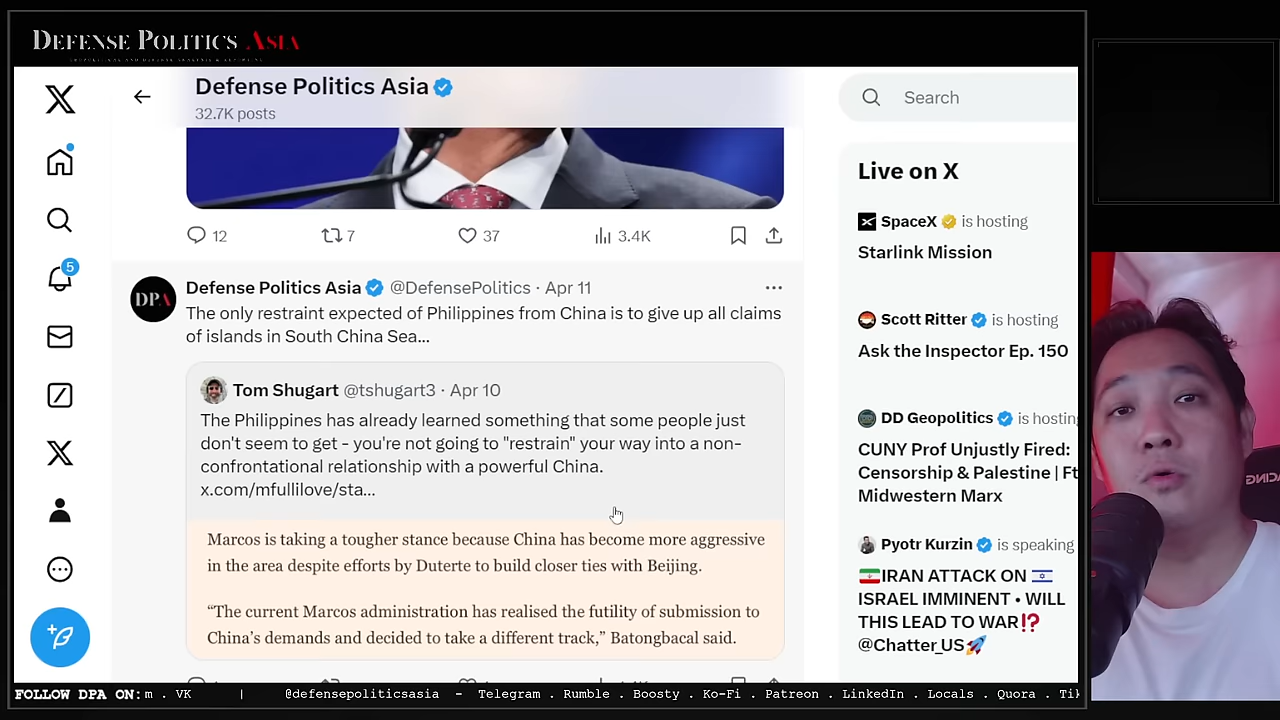 DEFENSE POLITICS ASIA
Defense Politics Asia
32.7K posts
12
7
37
3.4K
DPA
Defense Politics Asia @DefensePolitics · Apr 11
The only restraint expected of Philippines from China is to give up all claims
of islands in South China Sea...
Tom Shugart @tshugart3 · Apr 10
The Philippines has already learned something that some people just
don't seem to get - you're not going to "restrain" your way into a non-
confrontational relationship with a powerful China.
x.com/mfullilove/sta...
Marcos is taking a tougher stance because China has become more aggressive
in the area despite efforts by Duterte to build closer ties with Beijing.
“The current Marcos administration has realised the futility of submission to
China’s demands and decided to take a different track,” Batongbacal said.
5
Search
Live on X
SpaceX is hosting
Starlink Mission
Scott Ritter is hosting
Ask the Inspector Ep. 150
DD Geopolitics is hostin
CUNY Prof Unjustly Fired:
Censorship & Palestine | Ft
Midwestern Marx
Pyotr Kurzin is speaking
IRAN ATTACK ON
ISRAEL IMMINENT • WILL
THIS LEAD TO WAR⁉️
@Chatter_US🚀
FOLLOW DPA ON: m . VK | @defensepoliticsasia - Telegram . Rumble . Boosty . Ko-Fi . Patreon . LinkedIn . Locals . Quora . Tik